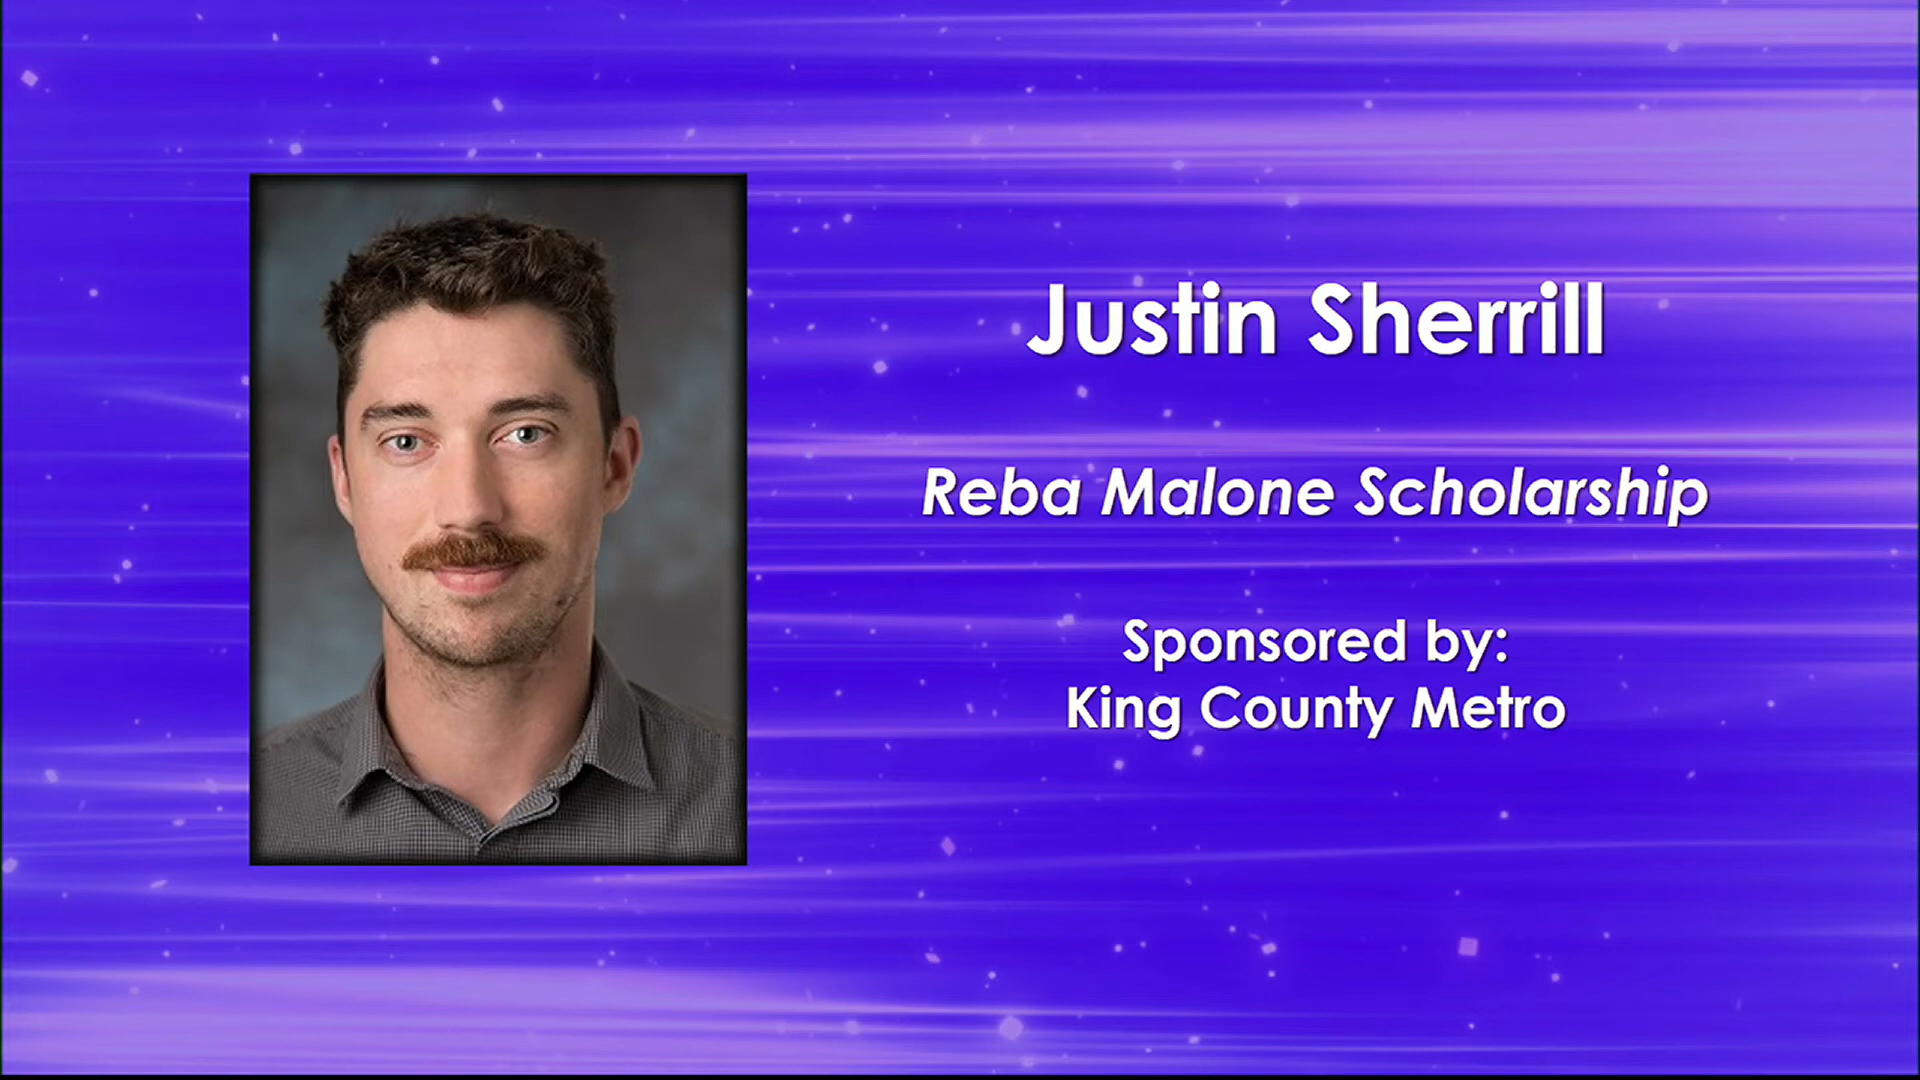 Justin Sherrill
Reba Malone Scholarship
Sponsored by:
King County Metro